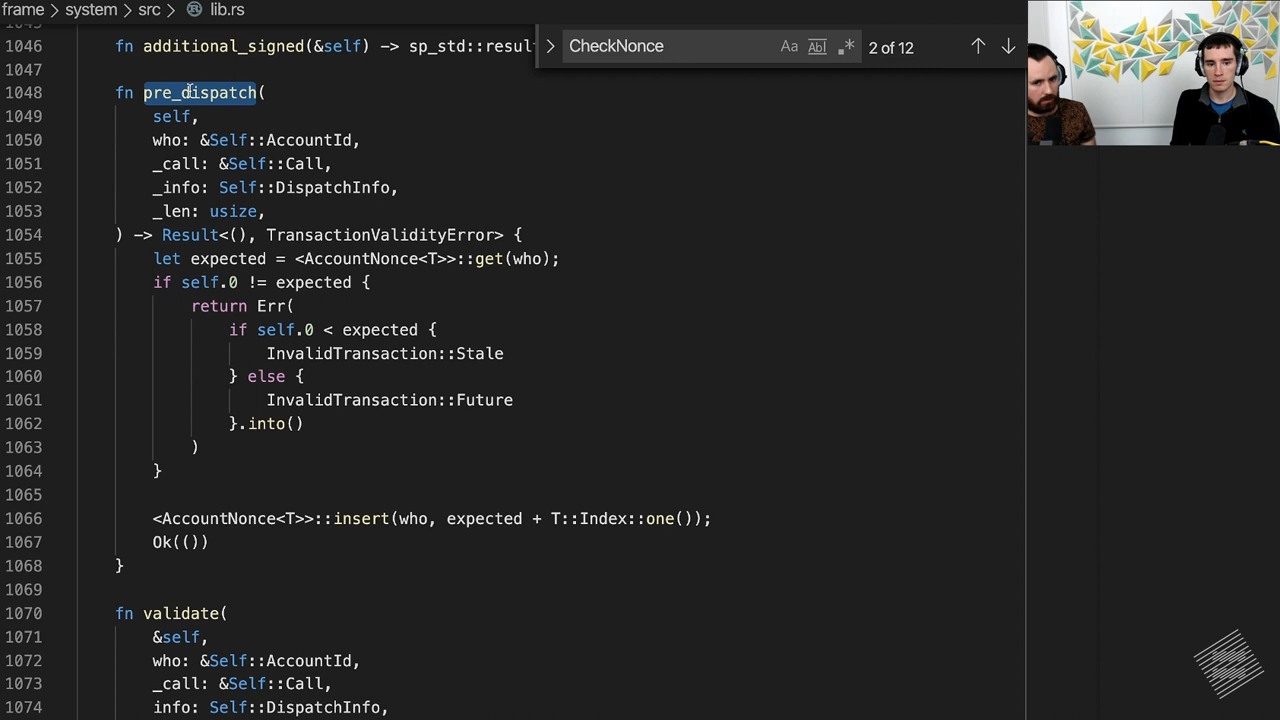 frame > system > src > lib.rs
CheckNonce Aa Abl .* 2 of 12
1046 fn additional_signed(&self) -> sp_std::resul
1047
1048 fn pre_dispatch(
1049 self,
1050 who: &Self::AccountId,
1051 _call: &Self::Call,
1052 _info: Self::DispatchInfo,
1053 _len: usize,
1054 ) -> Result<(), TransactionValidityError> {
1055 let expected = <AccountNonce<T>>::get(who);
1056 if self.0 != expected {
1057 return Err(
1058 if self.0 < expected {
1059 InvalidTransaction::Stale
1060 } else {
1061 InvalidTransaction::Future
1062 }.into()
1063 )
1064 }
1065
1066 <AccountNonce<T>>::insert(who, expected + T::Index::one());
1067 Ok(())
1068 }
1069
1070 fn validate(
1071 &self,
1072 who: &Self::AccountId,
1073 _call: &Self::Call,
1074 info: Self::DispatchInfo,